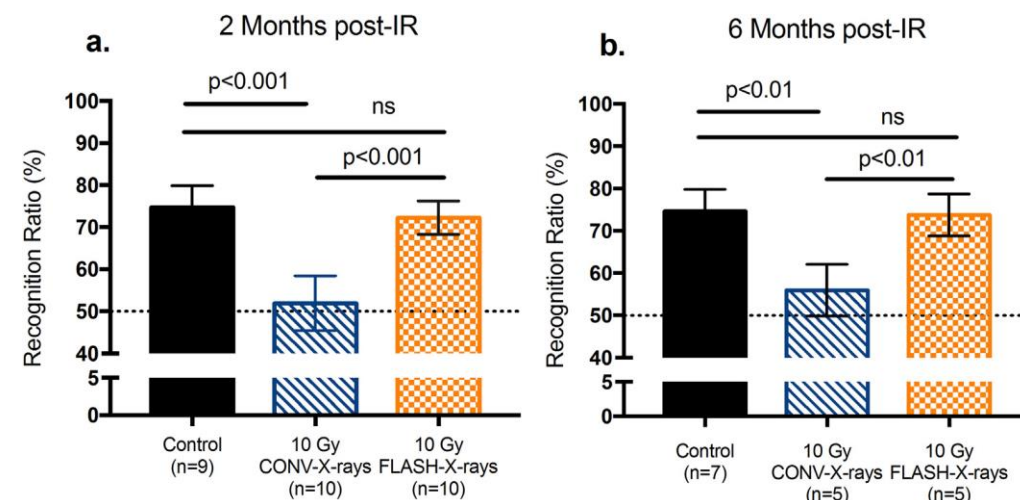 a.
2 Months post-IR
p<0.001
ns
p<0.001
Recognition Ratio (%)
100
90
80
70
60
50
40
5
0
Control
(n=9)
10 Gy
CONV-X-rays
(n=10)
10 Gy
FLASH-X-rays
(n=10)
b.
6 Months post-IR
p<0.01
ns
p<0.01
Recognition Ratio (%)
100
90
80
70
60
50
40
5
0
Control
(n=7)
10 Gy
CONV-X-rays
(n=5)
10 Gy
FLASH-X-rays
(n=5)